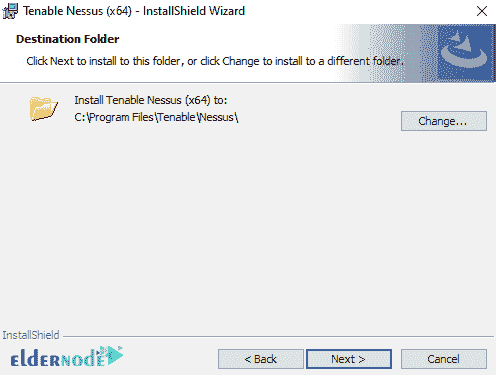 Tenable Nessus (x64) - InstallShield Wizard
Destination Folder
Click Next to install to this folder, or click Change to install to a different folder.
Install Tenable Nessus (x64) to:
C:\Program Files\Tenable\Nessus\
Change...
InstallShield
eldernode
< Back
Next >
Cancel